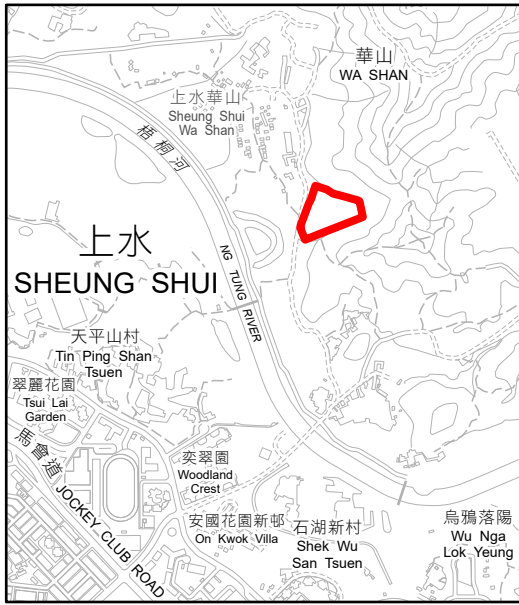 華山
WA SHAN
上水華山
Sheung Shui
Wa Shan
梧桐河
NG TUNG RIVER
上水
SHEUNG SHUI
天平山村
Tin Ping Shan
Tsuen
翠麗花園
Tsui Lai
Garden
馬會道 JOCKEY CLUB ROAD
奕翠園
Woodland
Crest
安國花園新邨
On Kwok Villa
石湖新村
Shek Wu
San Tsuen
烏鴉落陽
Wu Nga
Lok Yeung